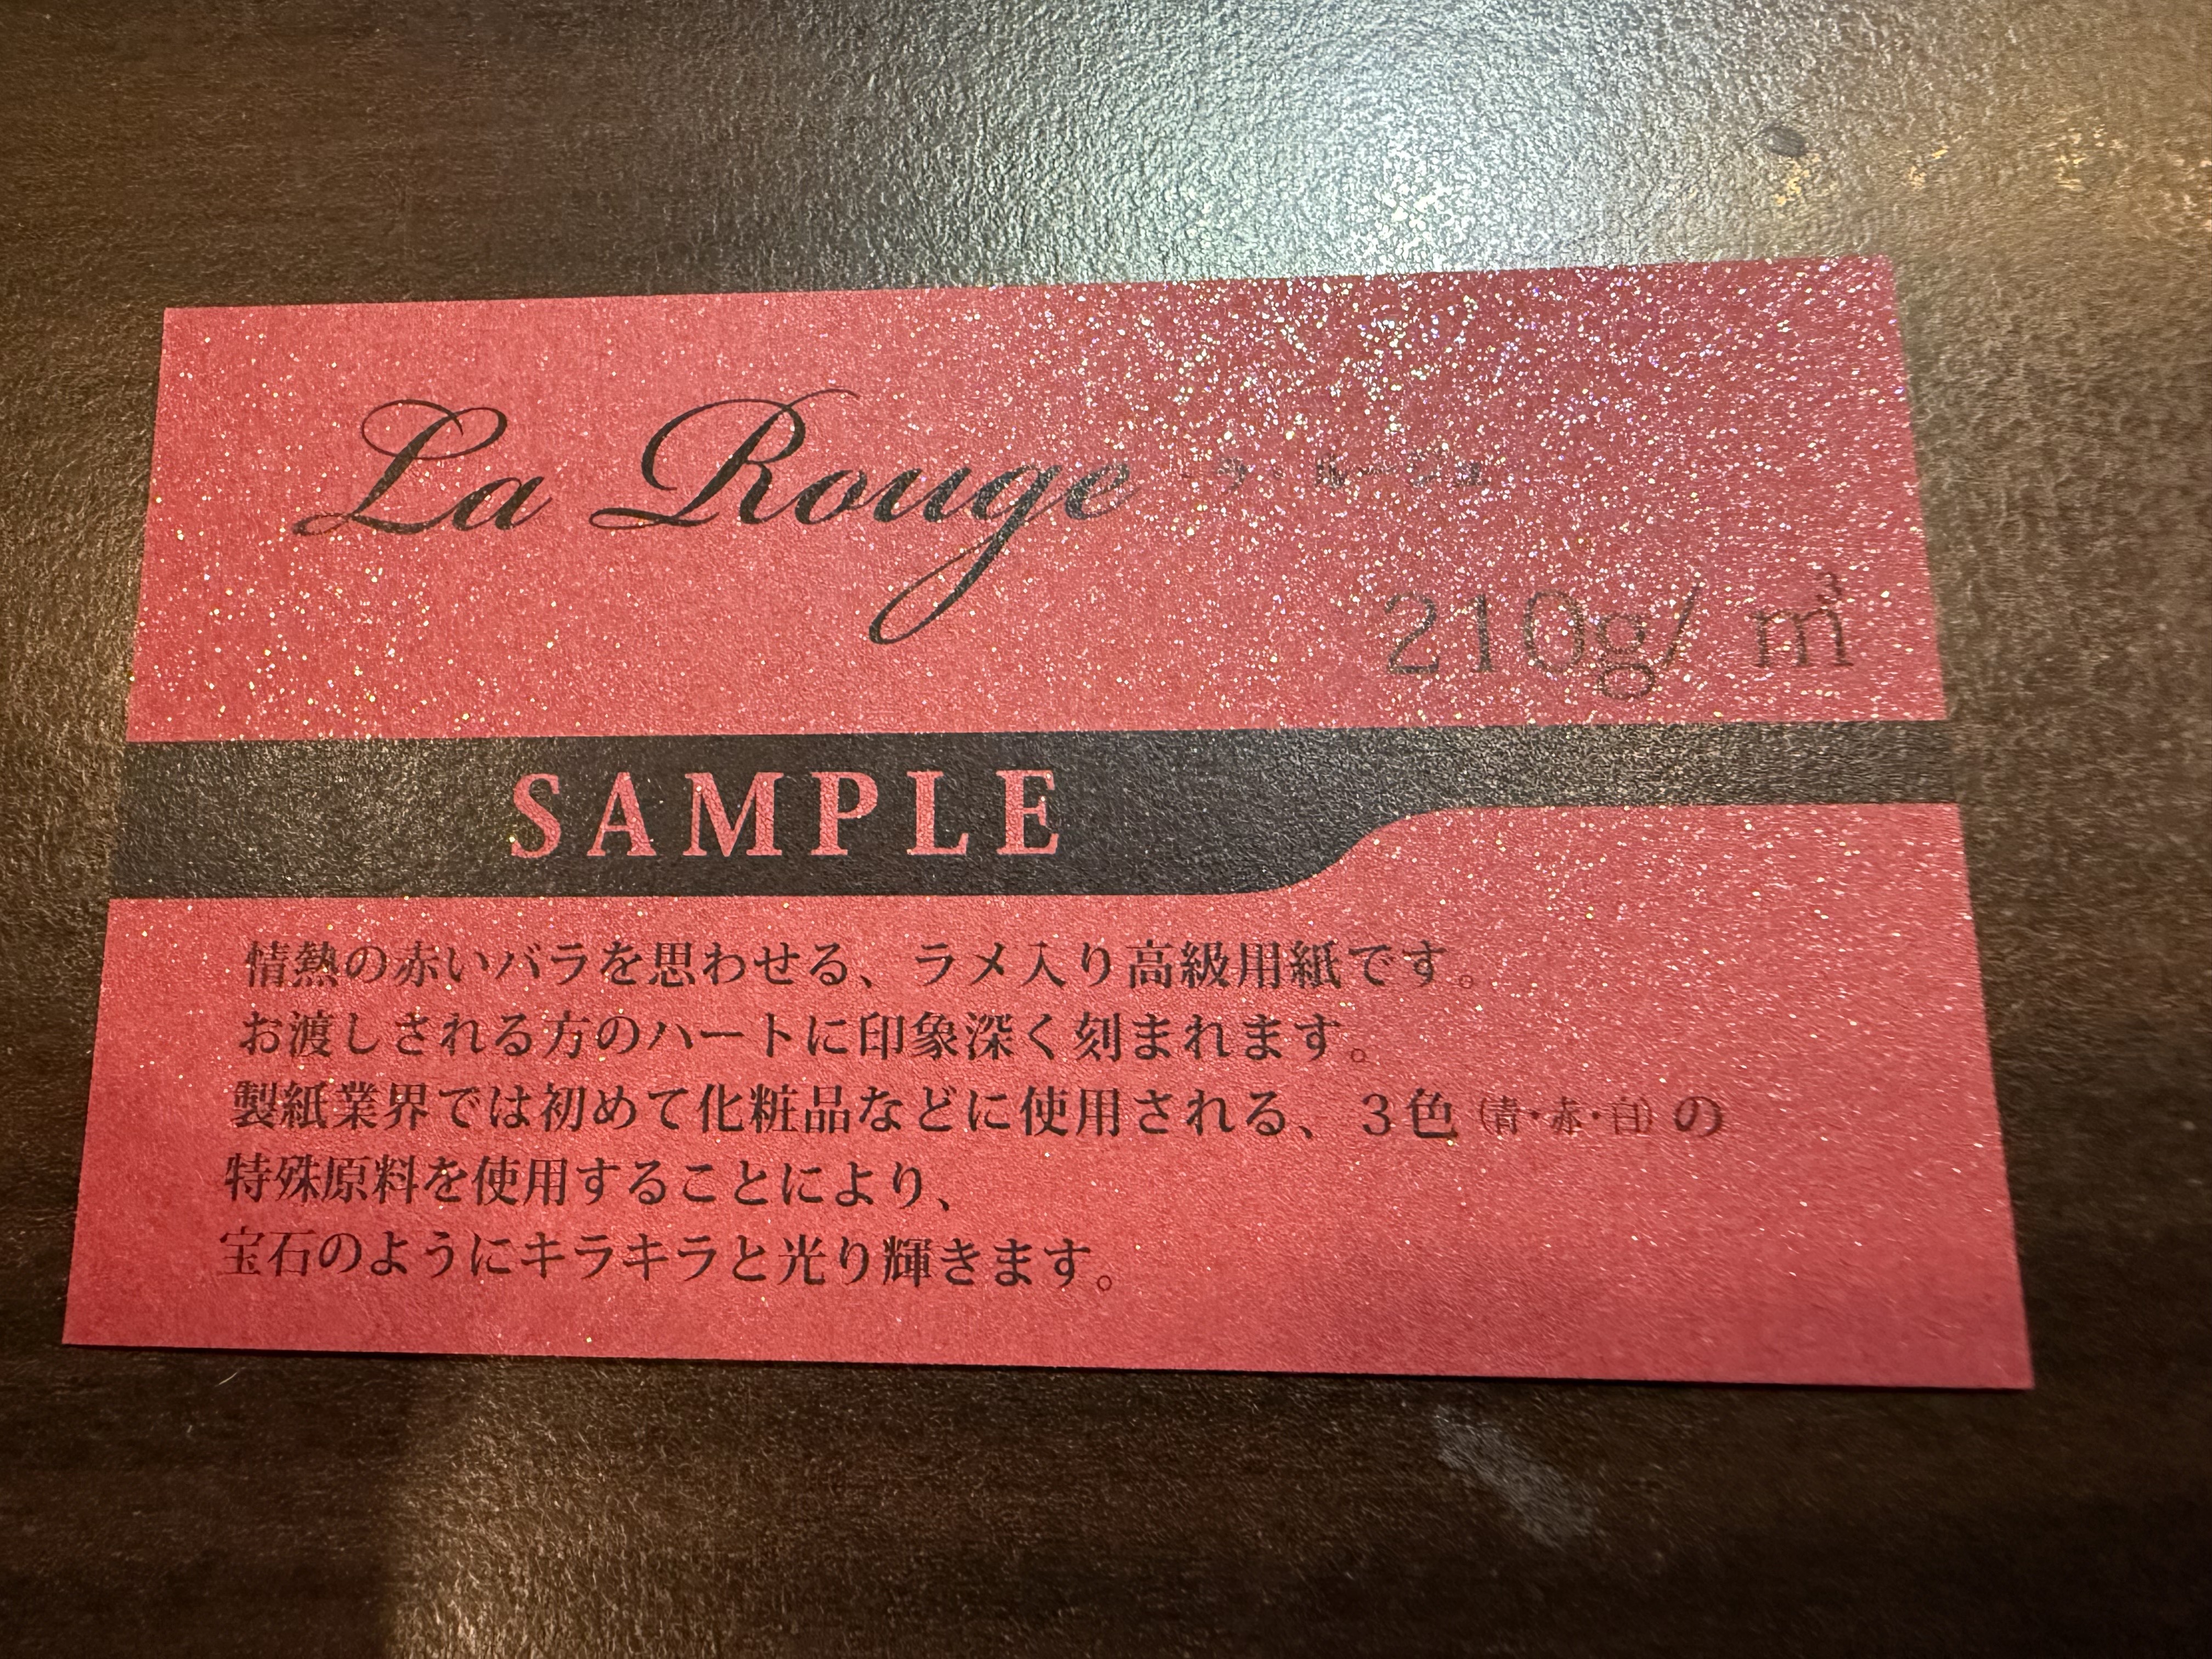 La Rouge ラ・ルージュ
210g/㎡
SAMPLE
情熱の赤いバラを思わせる、ラメ入り高級用紙です。
お渡しされる方のハートに印象深く刻まれます。
製紙業界では初めて化粧品などに使用される、3色(青・赤・白)の
特殊原料を使用することにより、
宝石のようにキラキラと光り輝きます。